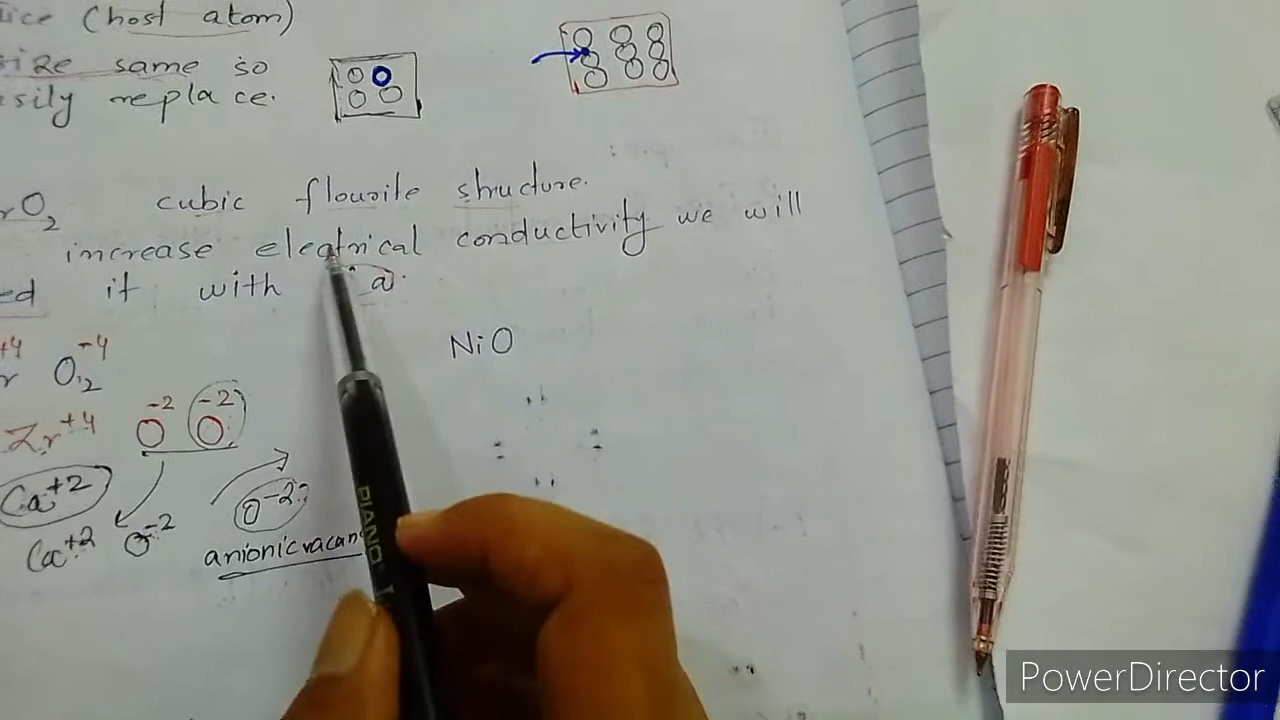 (host atom)
size same so
replace.
rO2 cubic flourite structure.
increase electrical conductivity we will
ed it with a
+4 -4
r O2
NiO
Zr+4 O-2 O-2
Ca+2
O-2
Ca+2 O-2
anionic vacan
PIANO
PowerDirector